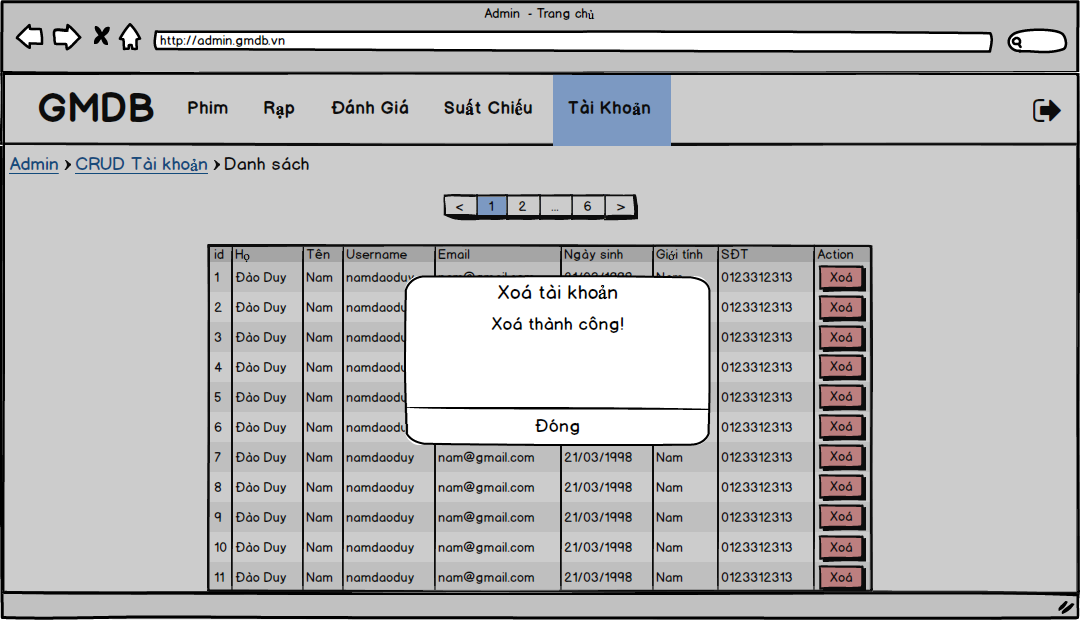 Admin - Trang chủ
http://admin.gmdb.vn
GMDB Phim Rạp Đánh Giá Suất Chiếu Tài Khoản
Admin > CRUD Tài khoản > Danh sách
< 1 2 ... 6 >
id Họ Tên Username Email Ngày sinh Giới tính SĐT Action
1 Đào Duy Nam namdaoduy nam@gmail.com 21/03/1998 0123312313 Xoá
2 Đào Duy Nam namdaodu 0123312313 Xoá
3 Đào Duy Nam namdaodu 0123312313 Xoá
4 Đào Duy Nam namdaodu 0123312313 Xoá
5 Đào Duy Nam namdaodu 0123312313 Xoá
6 Đào Duy Nam namdaodu 0123312313 Xoá
Xoá tài khoản
Xoá thành công!
Đóng
7 Đào Duy Nam namdaoduy nam@gmail.com 21/03/1998 Nam 0123312313 Xoá
8 Đào Duy Nam namdaoduy nam@gmail.com 21/03/1998 Nam 0123312313 Xoá
9 Đào Duy Nam namdaoduy nam@gmail.com 21/03/1998 Nam 0123312313 Xoá
10 Đào Duy Nam namdaoduy nam@gmail.com 21/03/1998 Nam 0123312313 Xoá
11 Đào Duy Nam namdaoduy nam@gmail.com 21/03/1998 Nam 0123312313 Xoá